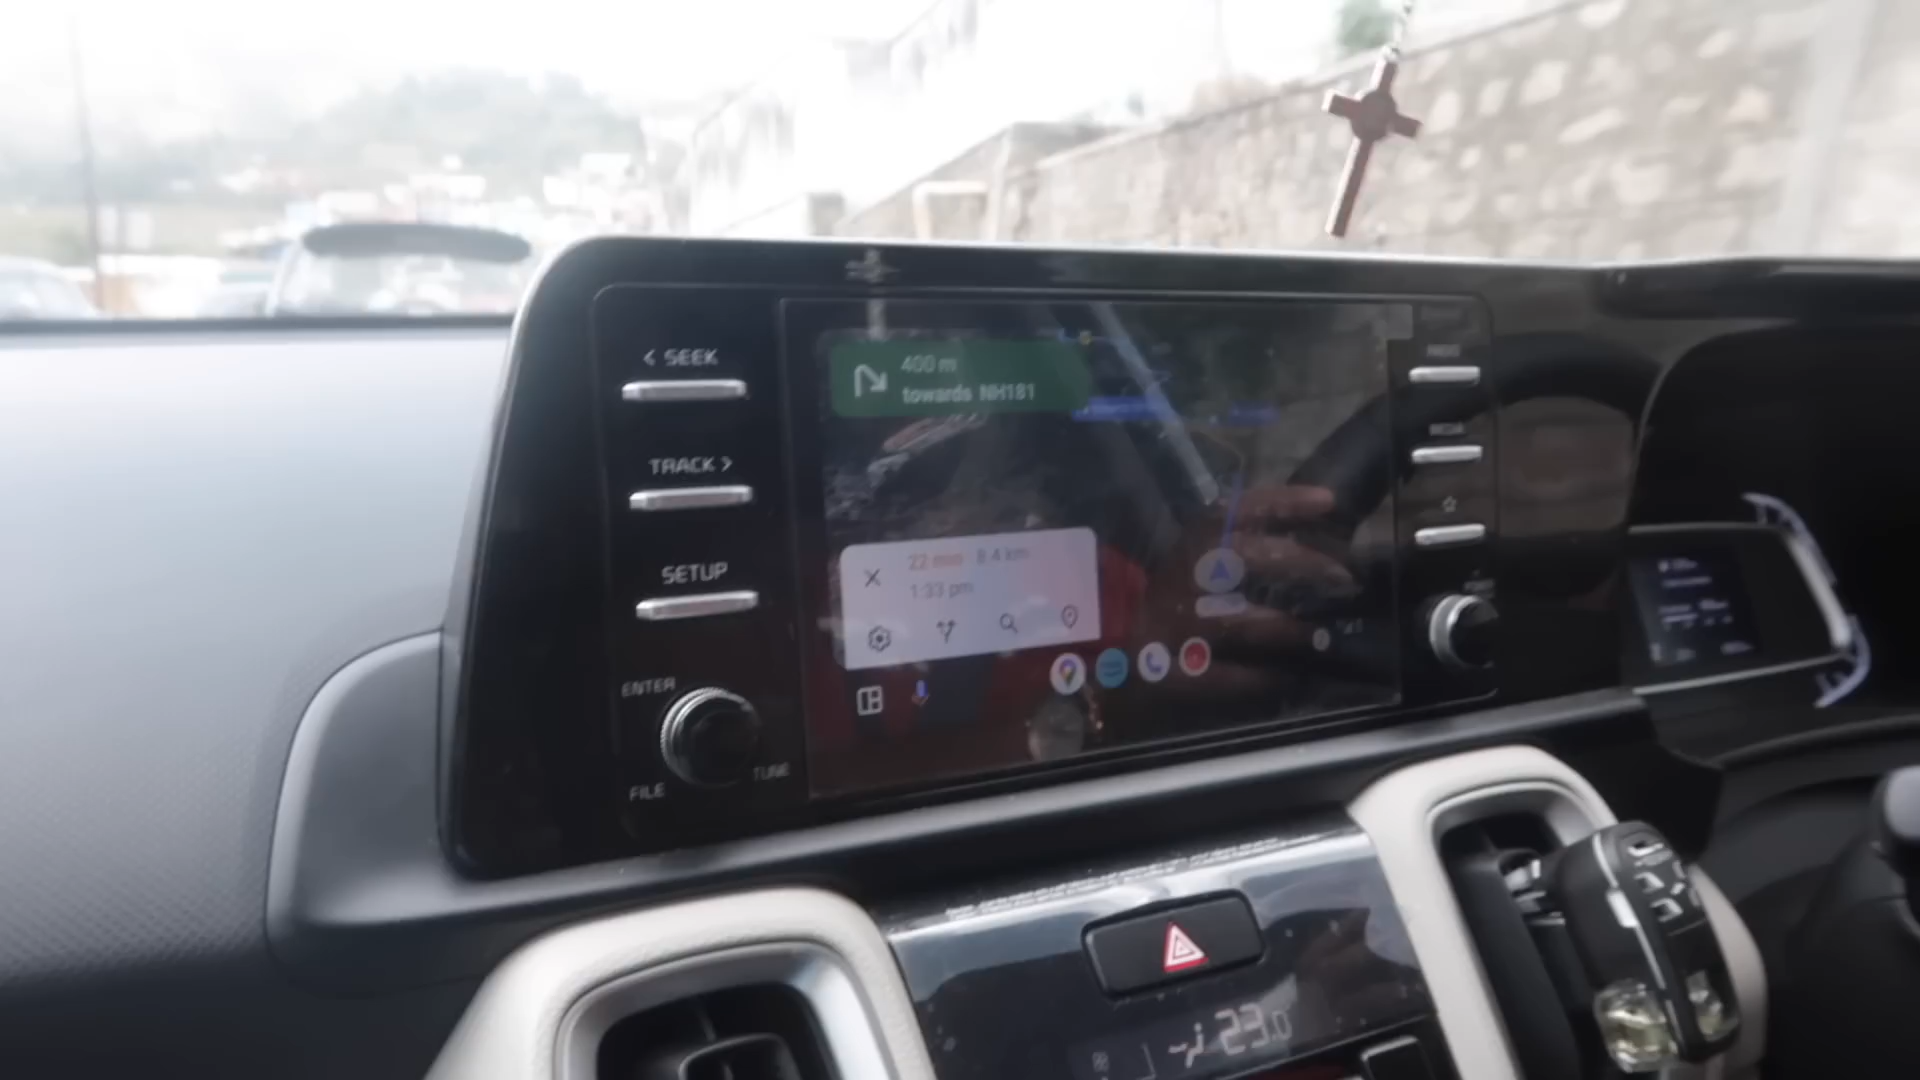 < SEEK
TRACK >
SETUP
ENTER
FILE
TUNE
400 m
towards NH181
22 min 8.4 km
1:33 pm
23.0